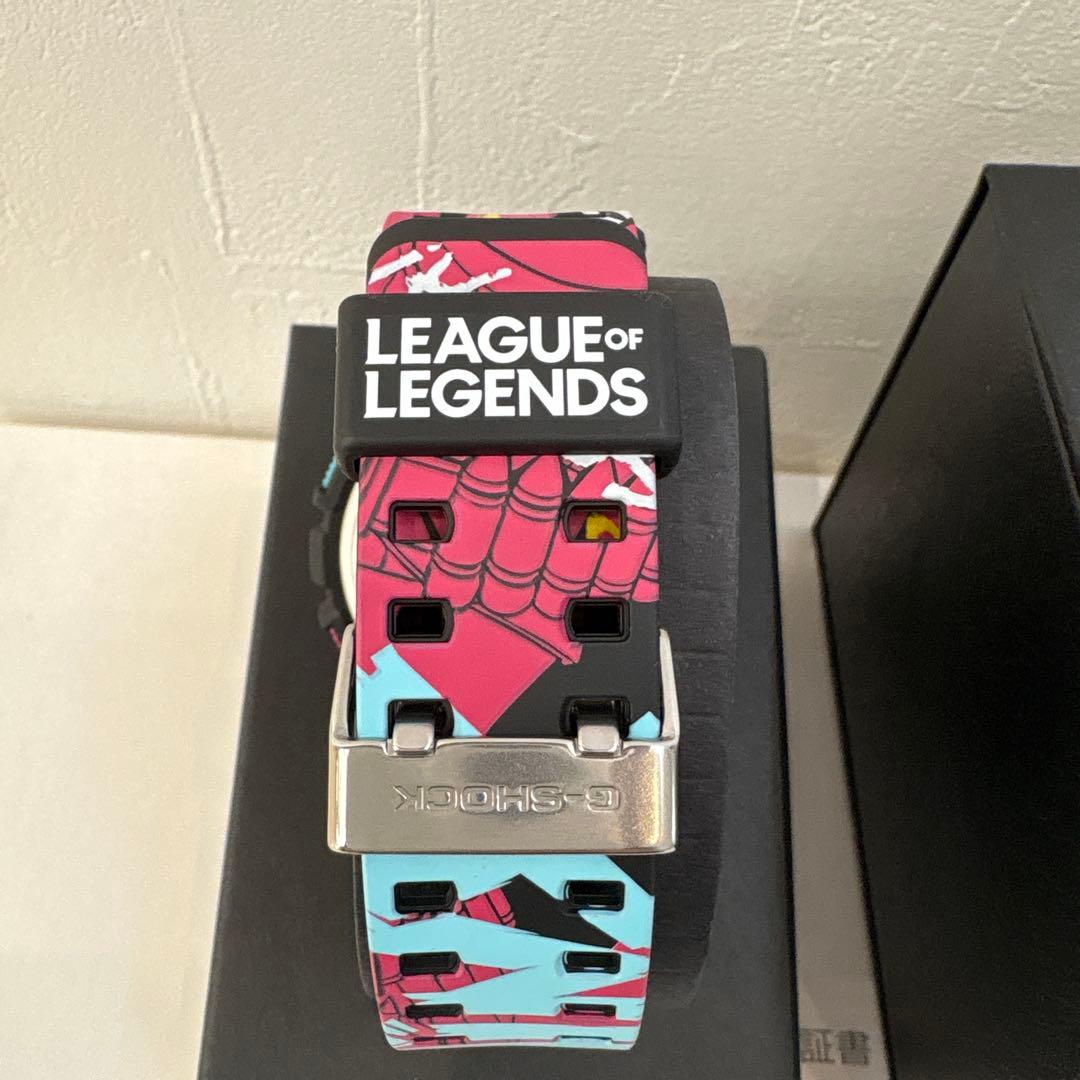 LEAGUE OF
LEGENDS
G-SHOCK
証書